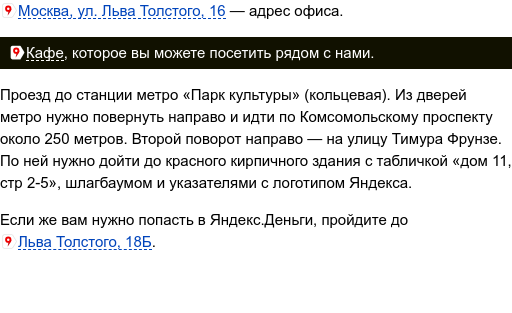 Москва, ул. Льва Толстого, 16 — адрес офиса.
Кафе, которое вы можете посетить рядом с нами.
Проезд до станции метро «Парк культуры» (кольцевая). Из дверей
метро нужно повернуть направо и идти по Комсомольскому проспекту
около 250 метров. Второй поворот направо — на улицу Тимура Фрунзе.
По ней нужно дойти до красного кирпичного здания с табличкой «дом 11,
стр 2-5», шлагбаумом и указателями с логотипом Яндекса.
Если же вам нужно попасть в Яндекс.Деньги, пройдите до
Льва Толстого, 18Б.